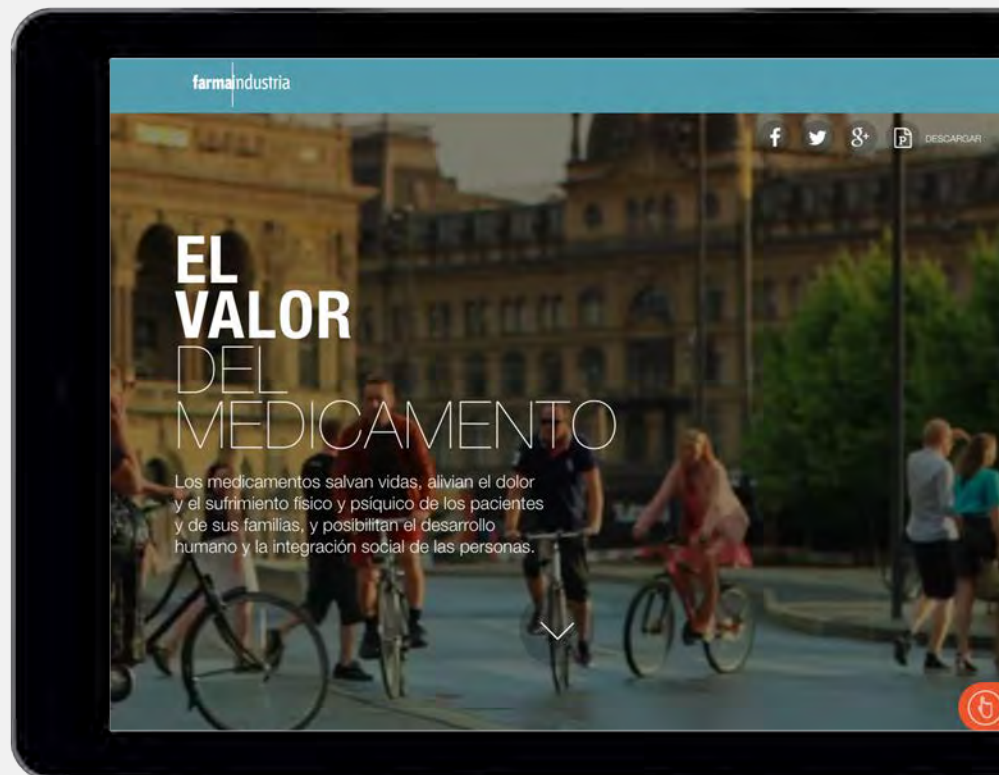 farmaindustria
DESCARGAR
EL
VALOR
DEL
MEDICAMENTO
Los medicamentos salvan vidas, alivian el dolor
y el sufrimiento físico y psíquico de los pacientes
y de sus familias, y posibilitan el desarrollo
humano y la integración social de las personas.